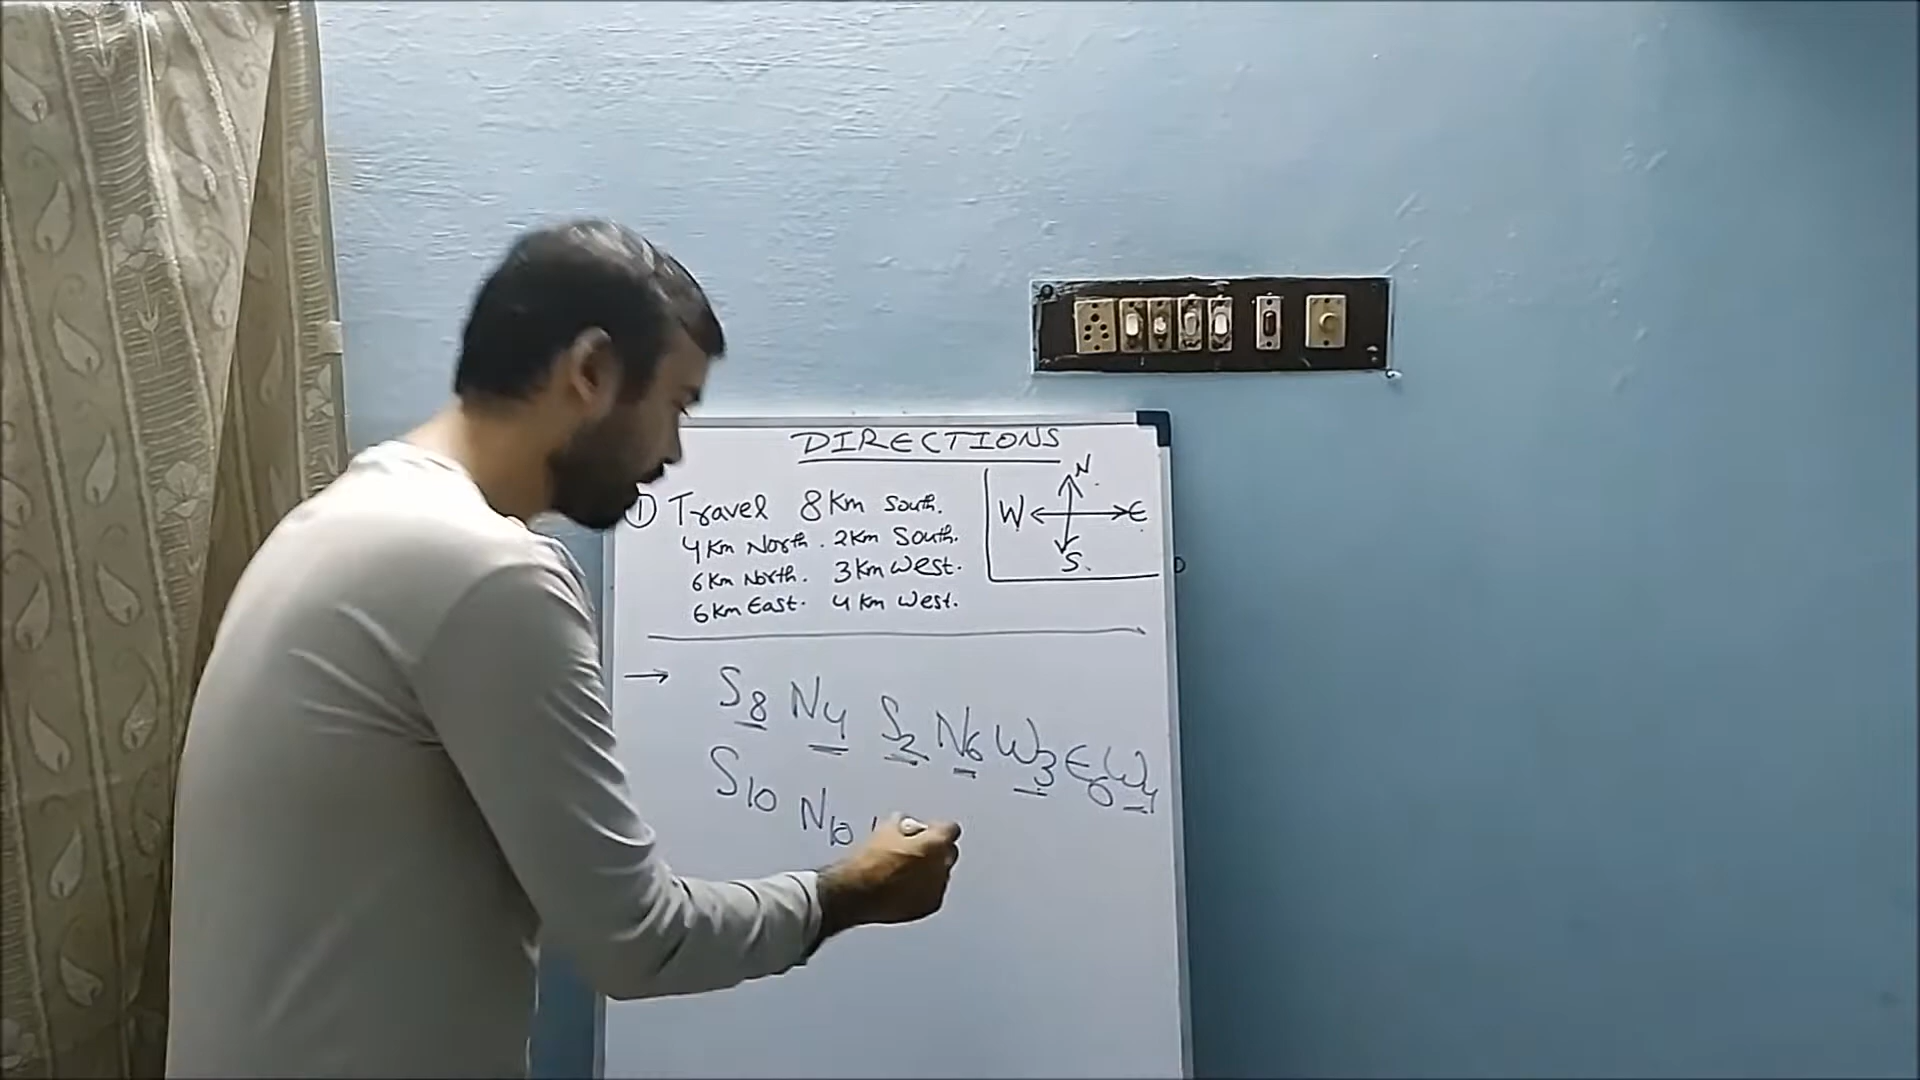 DIRECTIONS
① Travel 8 Km South.
4 Km North. 2 Km South.
6 Km North. 3 Km West.
6 Km East. 4 Km West.
N
W E
S
→ S8 N4 S2 N6 W3 E6 W4
S10 N10